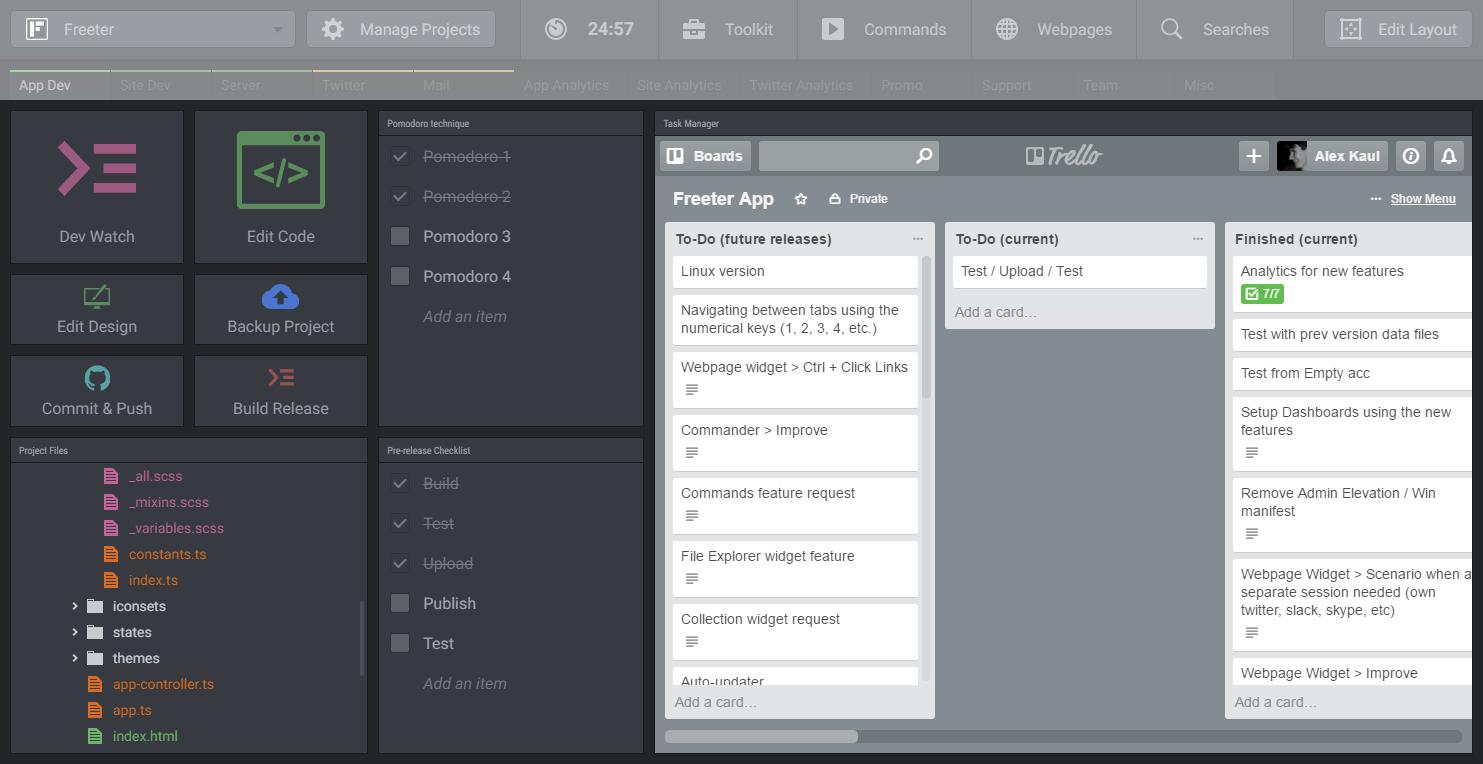 Freeter
Manage Projects
24:57
Toolkit
Commands
Webpages
Searches
Edit Layout
App Dev
Site Dev
Server
Twitter
Mail
App Analytics
Site Analytics
Twitter Analytics
Promo
Support
Team
Misc
Dev Watch
Edit Code
Edit Design
Backup Project
Commit & Push
Build Release
Project Files
_all.scss
_mixins.scss
_variables.scss
constants.ts
index.ts
iconsets
states
themes
app-controller.ts
app.ts
index.html
Pomodoro technique
Pomodoro 1
Pomodoro 2
Pomodoro 3
Pomodoro 4
Add an item
Pre-release Checklist
Build
Test
Upload
Publish
Test
Add an item
Task Manager
Boards
Trello
Alex Kaul
Freeter App
Private
... Show Menu
To-Do (future releases)
Linux version
Navigating between tabs using the
numerical keys (1, 2, 3, 4, etc.)
Webpage widget > Ctrl + Click Links
Commander > Improve
Commands feature request
File Explorer widget feature
Collection widget request
Auto-updater
Add a card...
To-Do (current)
Test / Upload / Test
Add a card...
Finished (current)
Analytics for new features
7/7
Test with prev version data files
Test from Empty acc
Setup Dashboards using the new
features
Remove Admin Elevation / Win
manifest
Webpage Widget > Scenario when a
separate session needed (own
twitter, slack, skype, etc)
Webpage Widget > Improve
Add a card...